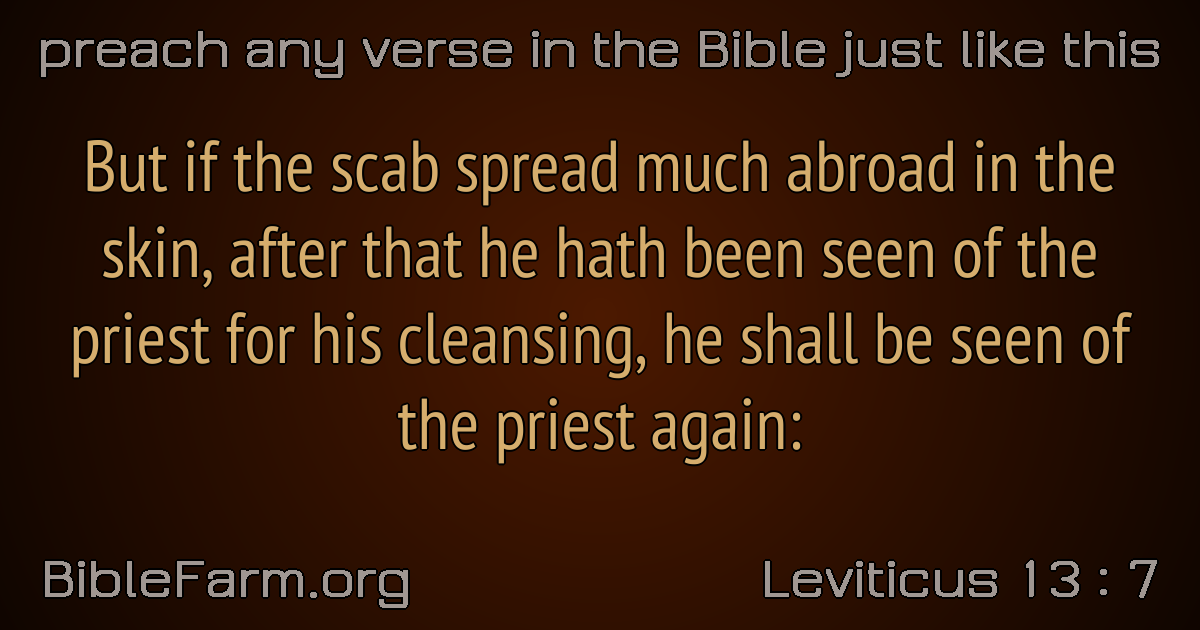 preach any verse in the Bible just like this
But if the scab spread much abroad in the
skin, after that he hath been seen of the
priest for his cleansing, he shall be seen of
the priest again:
BibleFarm.org
Leviticus 13 : 7